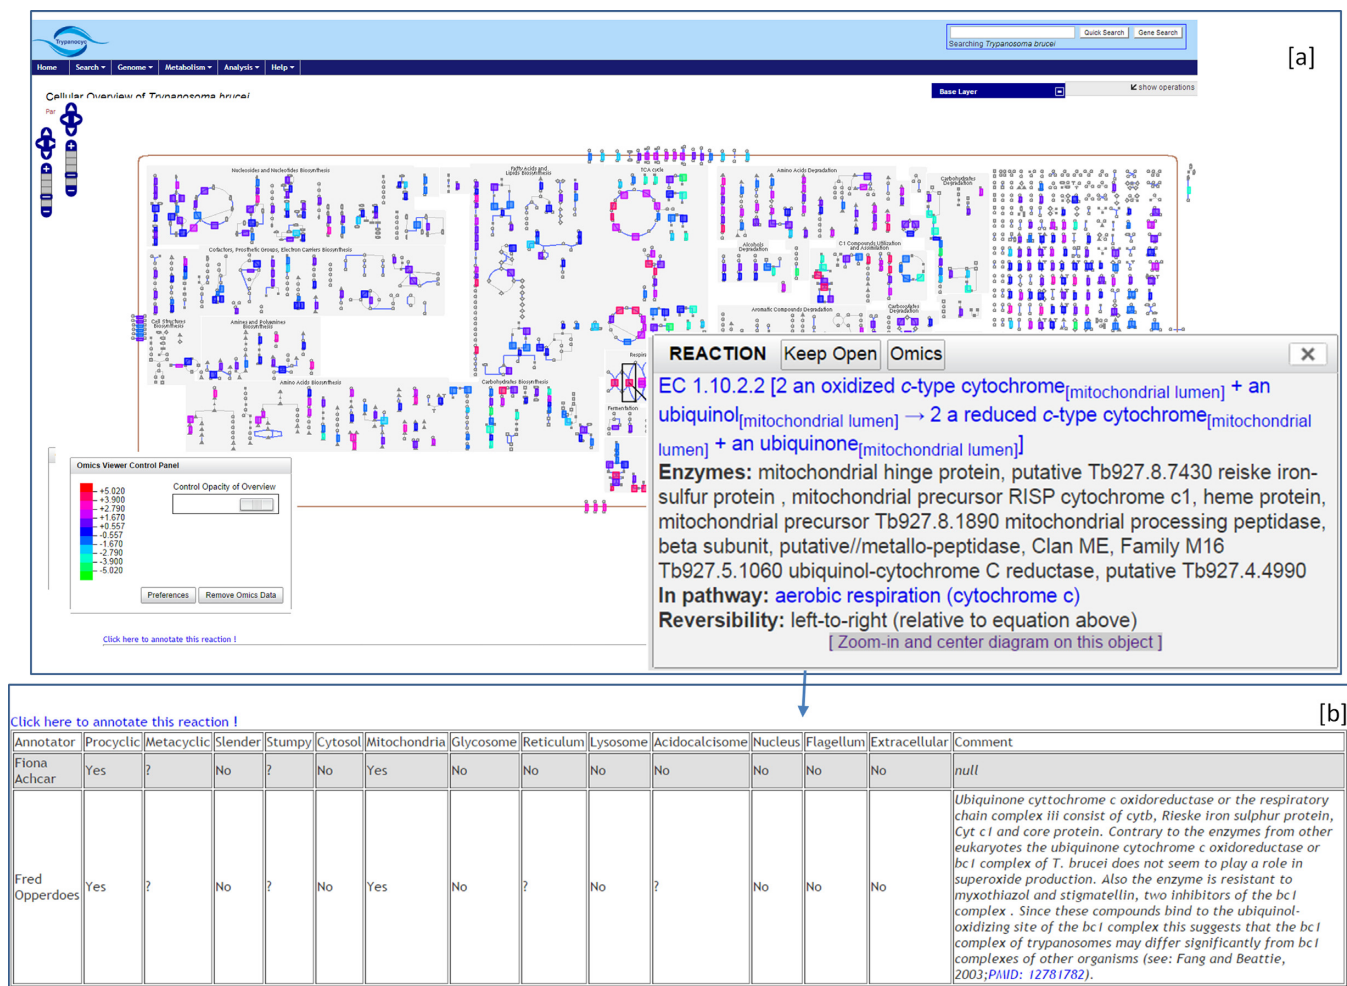 Trypanocyc
Quick Search
Gene Search
Searching Trypanosoma brucei
[a]
Home
Search
Genome
Metabolism
Analysis
Help
Base Layer
show operations
Cellular Overview of Trypanosoma brucei
Par
Nucleosides and Nucleotides Biosynthesis
Fatty Acids and
Lipids Biosynthesis
TCA cycle
Amino Acids Degradation
Carbohydrates
Degradation
Cofactors, Prosthetic Groups, Electron Carriers Biosynthesis
Alcohols
Degradation
C1 Compounds Utilization
and Assimilation
Cell Structures
Biosynthesis
Amines and Polyamines
Biosynthesis
Aromatic Compounds Degradation
Carboxylates
Degradation
Respi
Amino Acids Biosynthesis
Carbohydrates Biosynthesis
Fermentation
REACTION
Keep Open
Omics
EC 1.10.2.2 [2 an oxidized c-type cytochrome[mitochondrial lumen] + an
ubiquinol[mitochondrial lumen] → 2 a reduced c-type cytochrome[mitochondrial
lumen] + an ubiquinone[mitochondrial lumen]]
Enzymes: mitochondrial hinge protein, putative Tb927.8.7430 reiske iron-
sulfur protein , mitochondrial precursor RISP cytochrome c1, heme protein,
mitochondrial precursor Tb927.8.1890 mitochondrial processing peptidase,
beta subunit, putative//metallo-peptidase, Clan ME, Family M16
Tb927.5.1060 ubiquinol-cytochrome C reductase, putative Tb927.4.4990
In pathway: aerobic respiration (cytochrome c)
Reversibility: left-to-right (relative to equation above)
[ Zoom-in and center diagram on this object ]
Omics Viewer Control Panel
Control Opacity of Overview
+5.020
+3.900
+2.790
+1.670
+0.557
-0.557
-1.670
-2.790
-3.900
-5.020
Preferences
Remove Omics Data
Click here to annotate this reaction !
[b]
Click here to annotate this reaction !
Annotator Procyclic Metacyclic Slender Stumpy Cytosol Mitochondria Glycosome Reticulum Lysosome Acidocalcisome Nucleus Flagellum Extracellular Comment
Fiona
Achcar
Yes ? No ? No Yes No No No No No No No null
Fred
Opperdoes
Yes ? No ? No Yes No ? No ? No No No
Ubiquinone cyttochrome c oxidoreductase or the respiratory
chain complex iii consist of cytb, Rieske iron sulphur protein,
Cyt c1 and core protein. Contrary to the enzymes from other
eukaryotes the ubiquinone cytochrome c oxidoreductase or
bc1 complex of T. brucei does not seem to play a role in
superoxide production. Also the enzyme is resistant to
myxothiazol and stigmatellin, two inhibitors of the bc1
complex . Since these compounds bind to the ubiquinol-
oxidizing site of the bc1 complex this suggests that the bc1
complex of trypanosomes may differ significantly from bc1
complexes of other organisms (see: Fang and Beattie,
2003;PMID: 12781782).